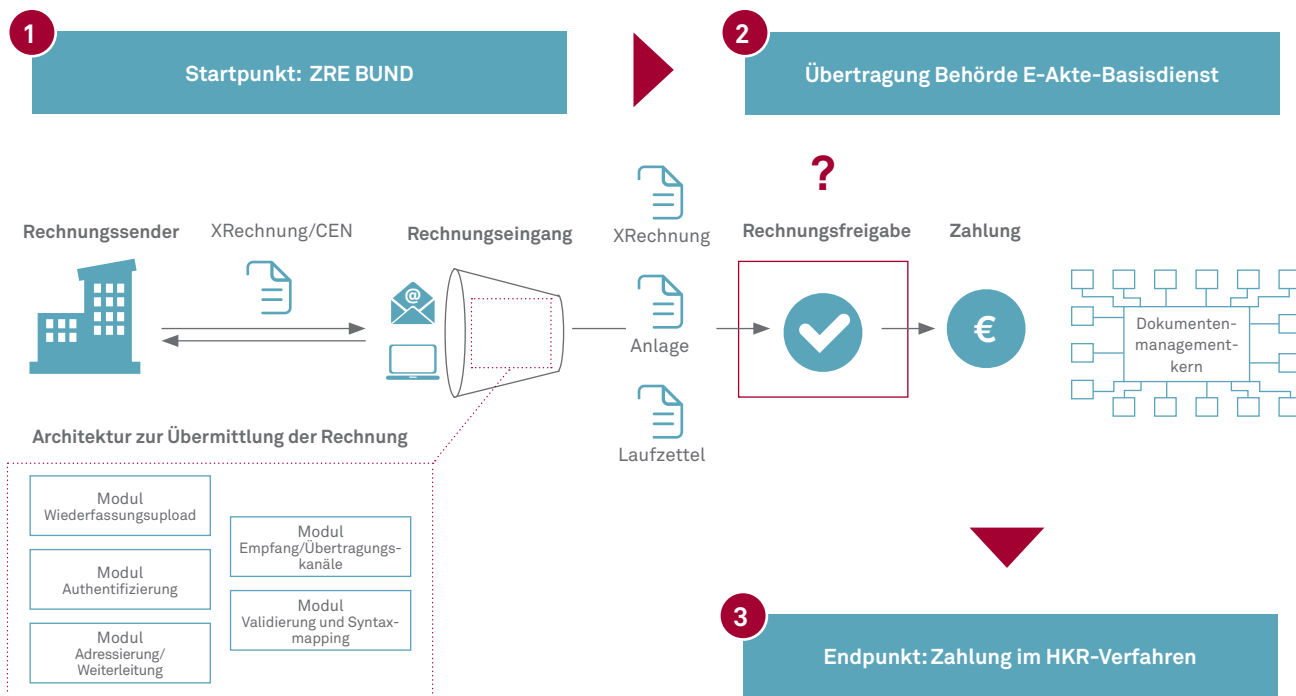 1
Startpunkt: ZRE BUND
2
Übertragung Behörde E-Akte-Basisdienst
Rechnungssender
XRechnung/CEN
Rechnungseingang
@
XRechnung
Anlage
Laufzettel
?
Rechnungsfreigabe
Zahlung
€
Dokumenten-
management-
kern
Architektur zur Übermittlung der Rechnung
Modul
Wiederfassungsupload
Modul
Authentifizierung
Modul
Adressierung/
Weiterleitung
Modul
Empfang/Übertragungs-
kanäle
Modul
Validierung und Syntax-
mapping
3
Endpunkt: Zahlung im HKR-Verfahren